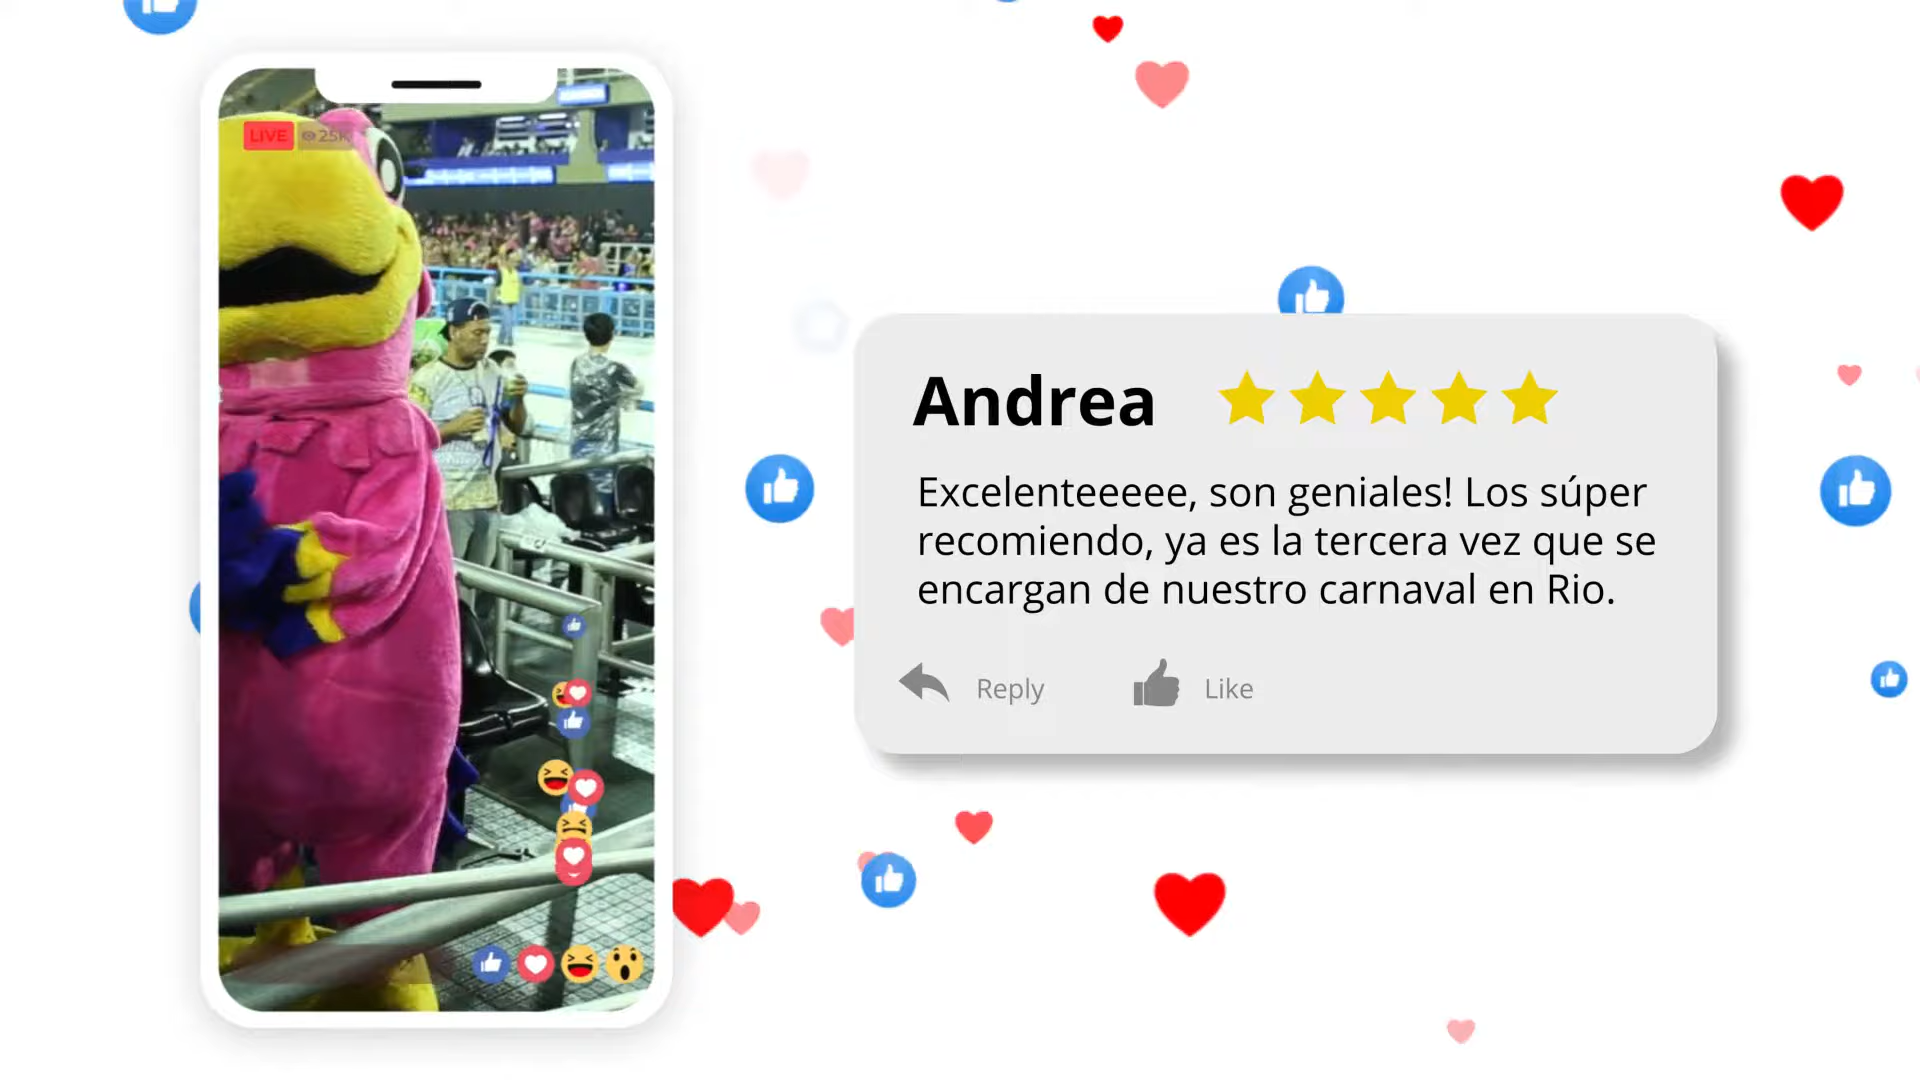 LIVE 25K
Andrea
Excelenteeeee, son geniales! Los súper
recomiendo, ya es la tercera vez que se
encargan de nuestro carnaval en Rio.
Reply Like